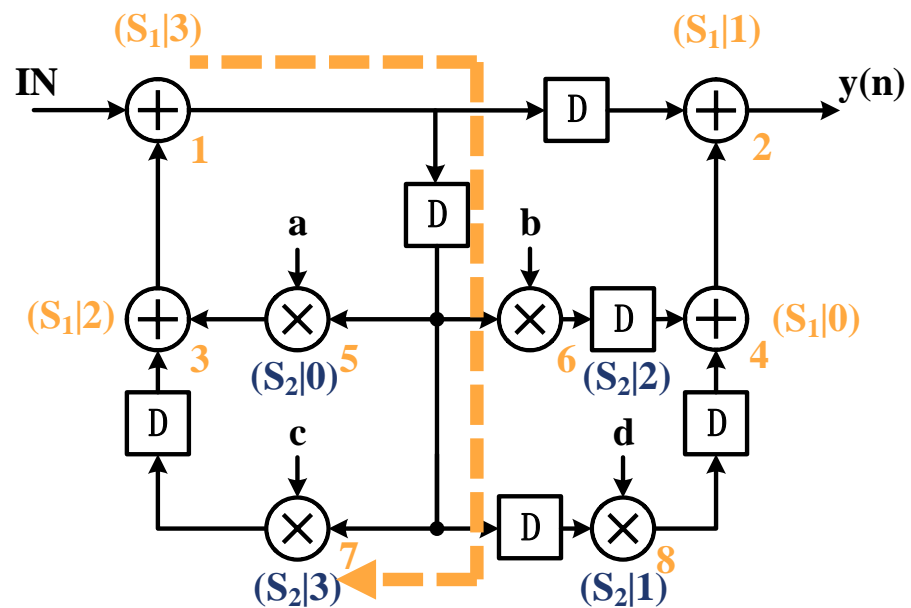 (S₁|3) (S₁|1)
IN D y(n)
1 2
D
a b
(S₁|2) D (S₁|0)
3 5 6 4
(S₂|0) (S₂|2)
D D
c d
D
7 8
(S₂|3) (S₂|1)